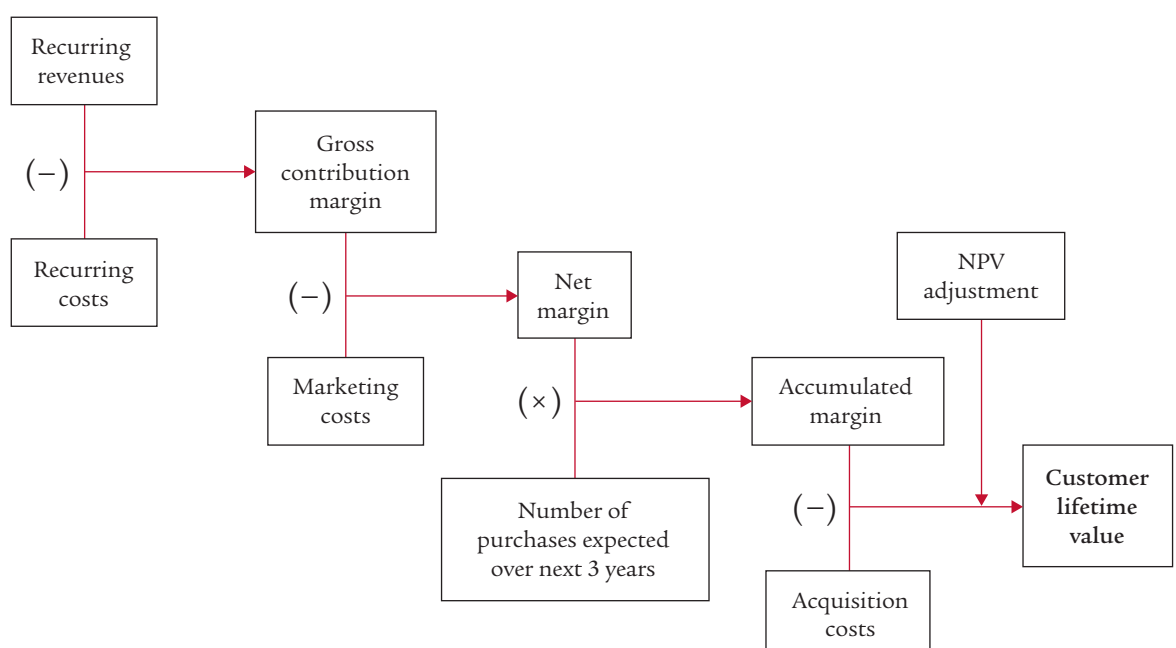 Recurring
revenues
(−)
Recurring
costs
Gross
contribution
margin
(−)
Marketing
costs
Net
margin
(×)
Number of
purchases expected
over next 3 years
Accumulated
margin
(−)
Acquisition
costs
NPV
adjustment
Customer
lifetime
value